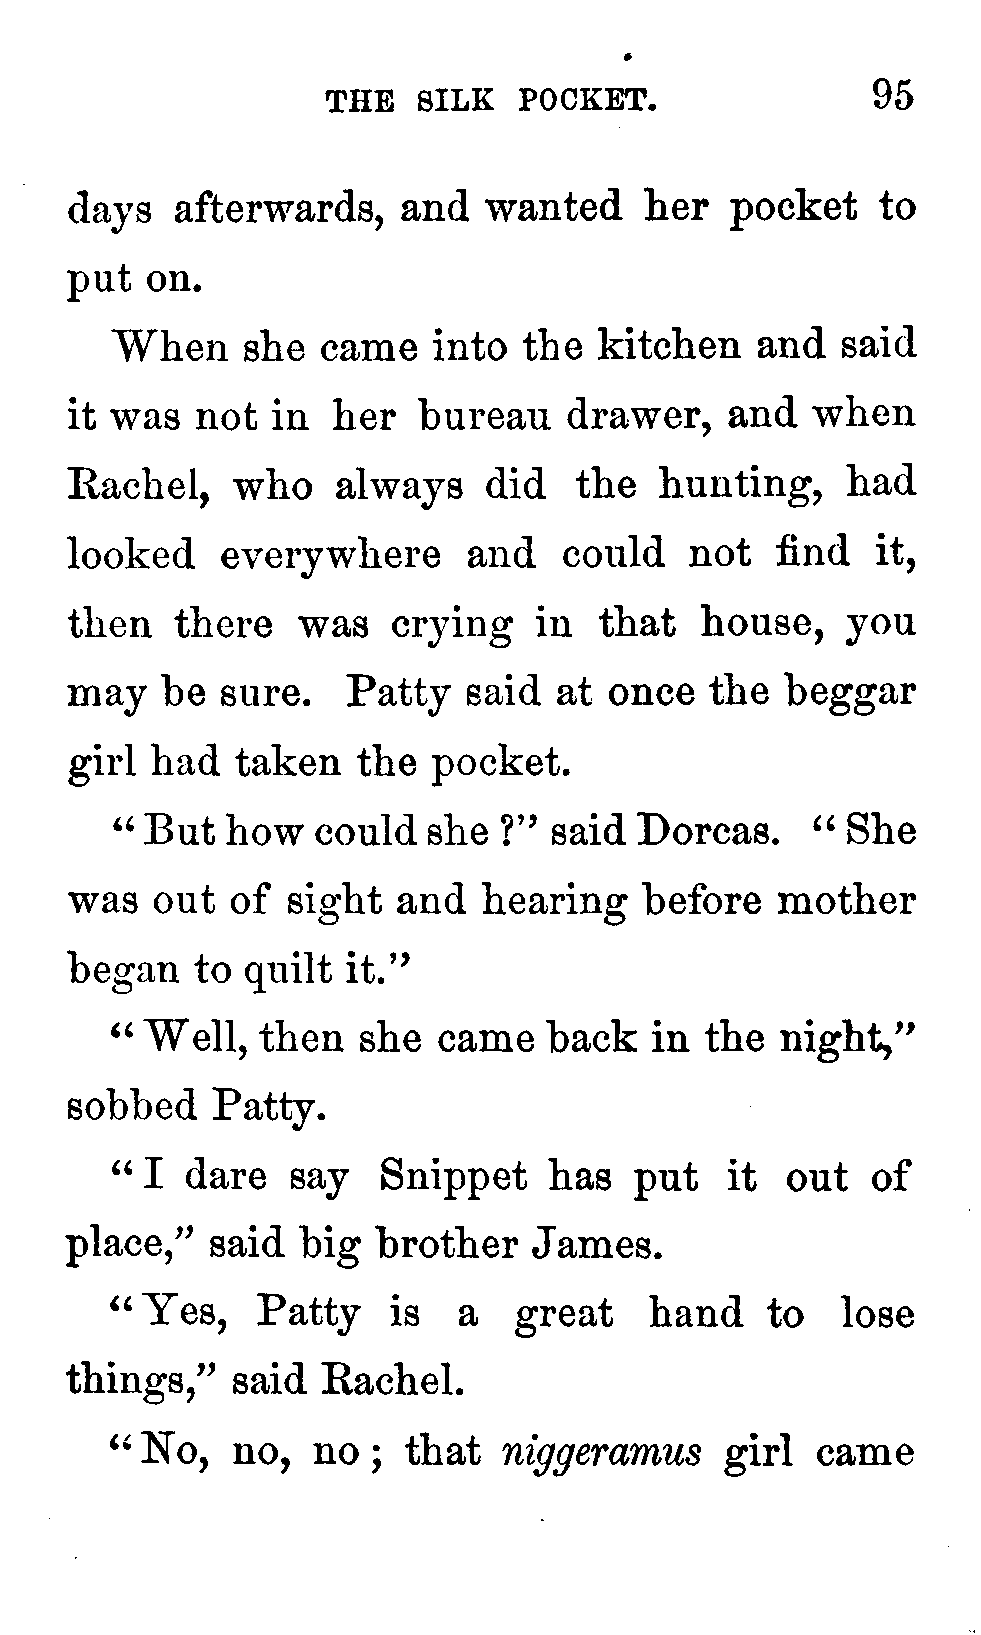 THE SILK POCKET. 95
days afterwards, and wanted her pocket to
put on.
When she came into the kitchen and said
it was not in her bureau drawer, and when
Rachel, who always did the hunting, had
looked everywhere and could not find it,
then there was crying in that house, you
may be sure. Patty said at once the beggar
girl had taken the pocket.
“But how could she ?” said Dorcas. “She
was out of sight and hearing before mother
began to quilt it.”
“Well, then she came back in the night,”
sobbed Patty.
“I dare say Snippet has put it out of
place,” said big brother James.
“Yes, Patty is a great hand to lose
things,” said Rachel.
“No, no, no ; that niggeramus girl came